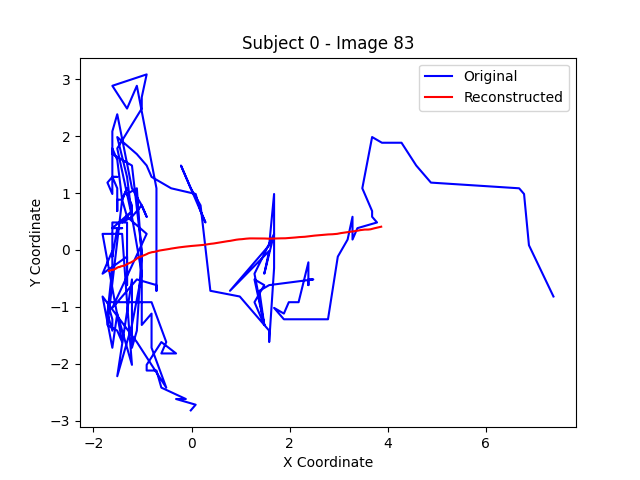 Subject 0 - Image 83
Original
Reconstructed
3
2
1
0
−1
−2
−3
Y Coordinate
−2
0
2
4
6
X Coordinate